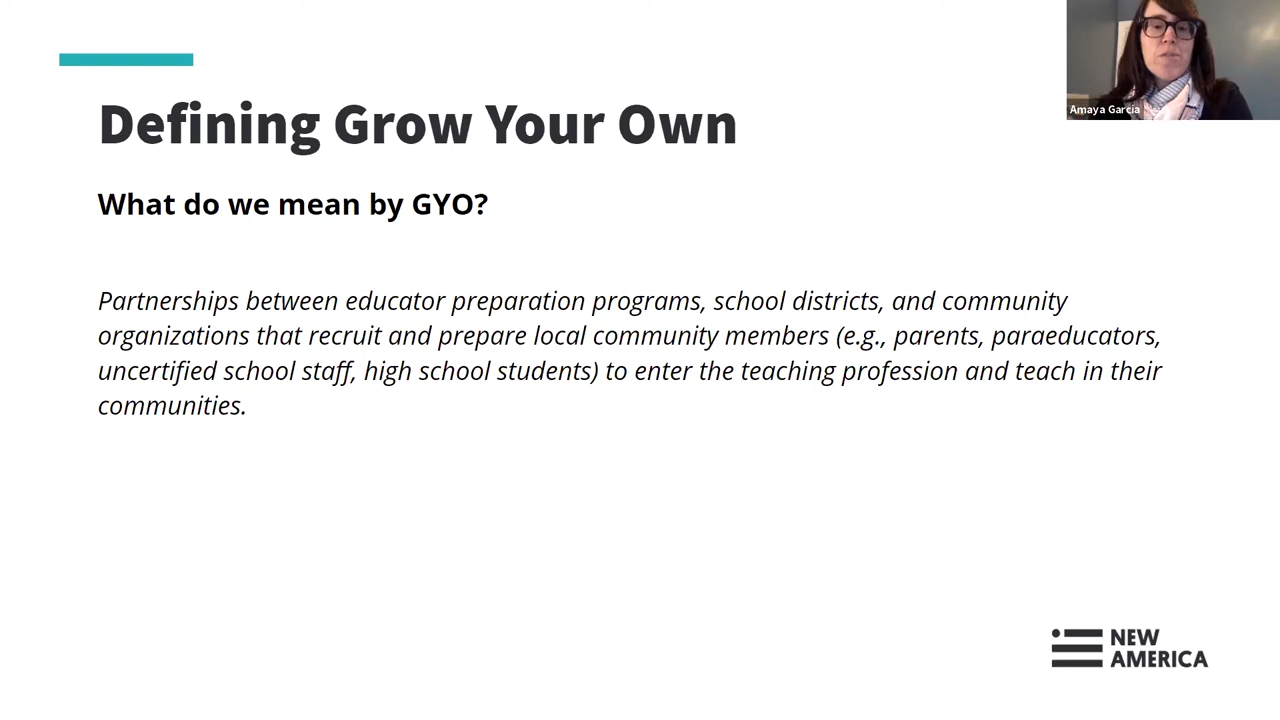 Defining Grow Your Own
What do we mean by GYO?
Partnerships between educator preparation programs, school districts, and community
organizations that recruit and prepare local community members (e.g., parents, paraeducators,
uncertified school staff, high school students) to enter the teaching profession and teach in their
communities.
Amaya Garcia
NEW
AMERICA